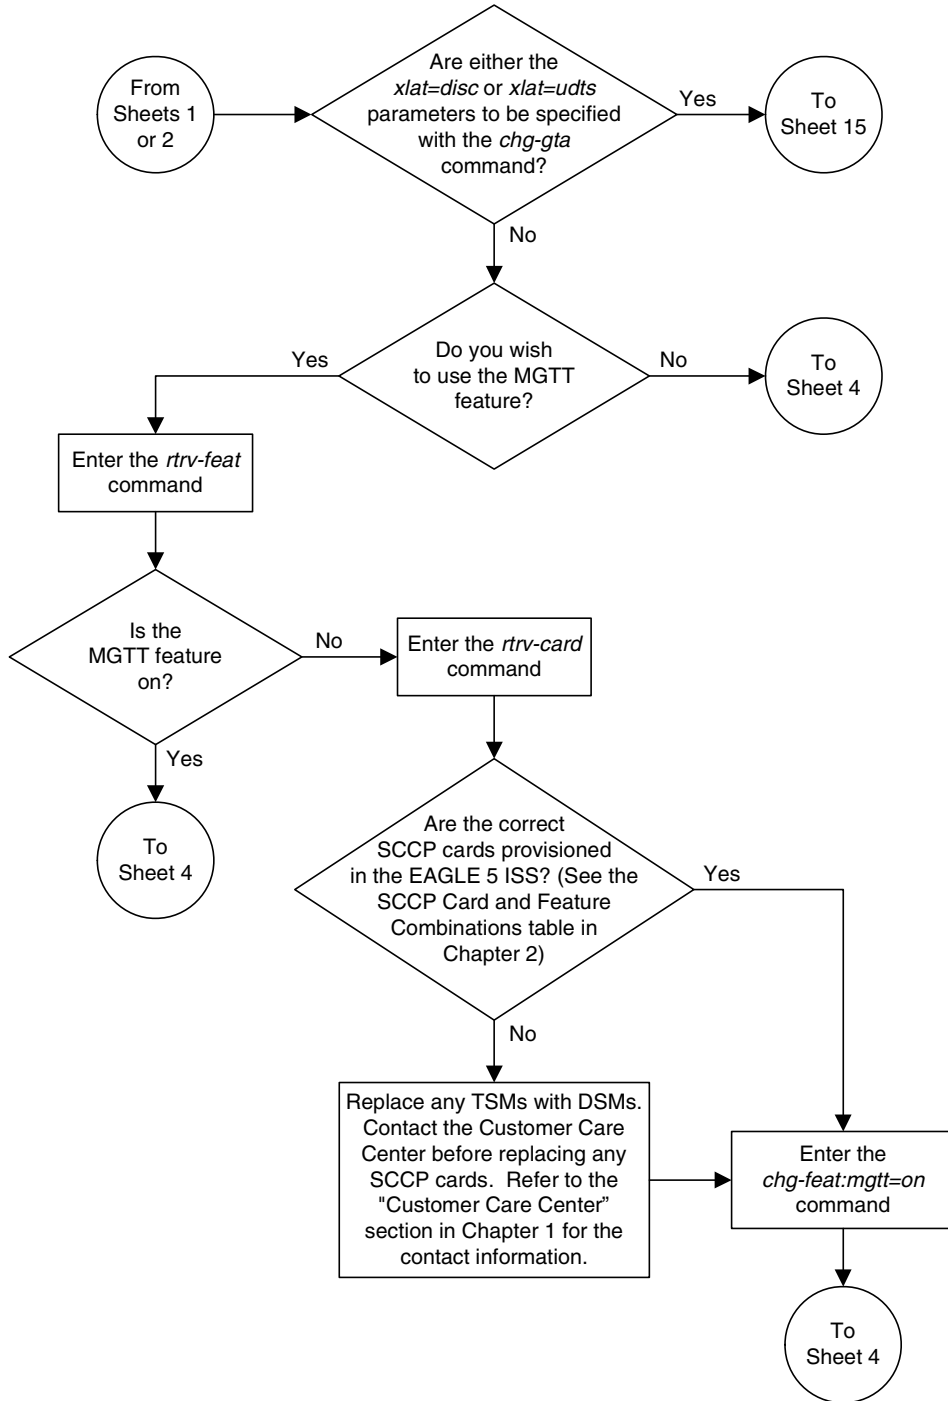 From
Sheets 1
or 2
Are either the
xlat=disc or xlat=udts
parameters to be specified
with the chg-gta
command?
Yes
To
Sheet 15
No
Do you wish
to use the MGTT
feature?
Yes
No
To
Sheet 4
Enter the rtrv-feat
command
Is the
MGTT feature
on?
No
Enter the rtrv-card
command
Yes
To
Sheet 4
Are the correct
SCCP cards provisioned
in the EAGLE 5 ISS? (See the
SCCP Card and Feature
Combinations table in
Chapter 2)
Yes
No
Replace any TSMs with DSMs.
Contact the Customer Care
Center before replacing any
SCCP cards.  Refer to the
"Customer Care Center”
section in Chapter 1 for the
contact information.
Enter the
chg-feat:mgtt=on
command
To
Sheet 4